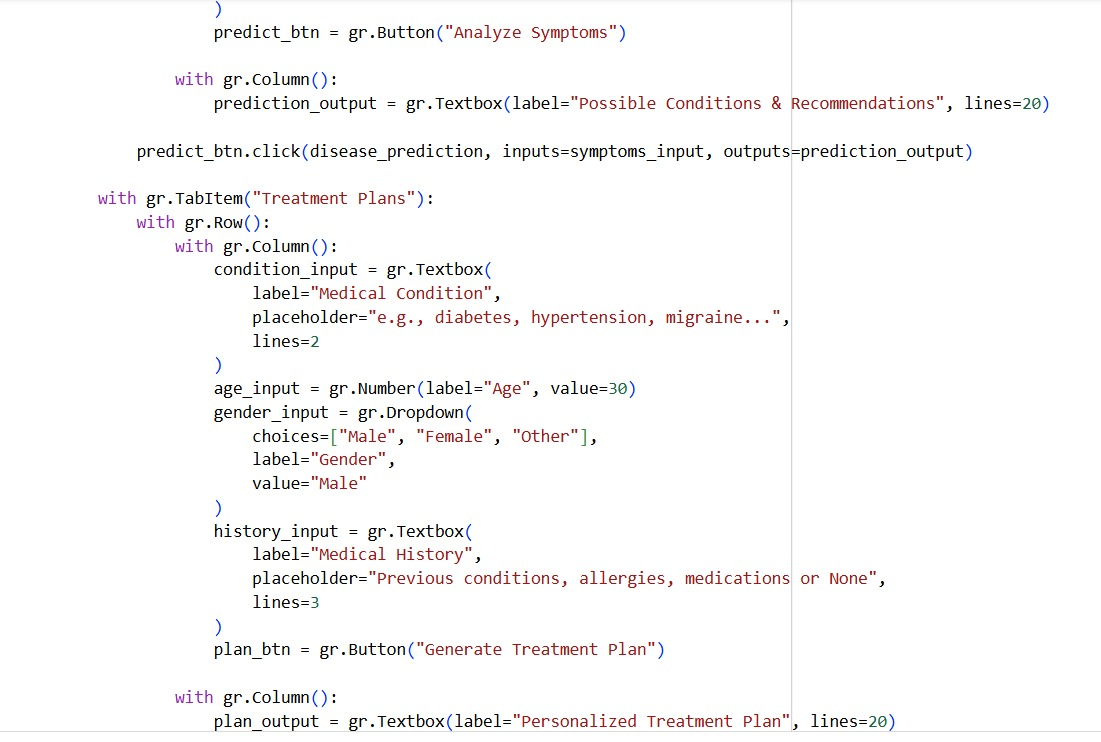 )
predict_btn = gr.Button("Analyze Symptoms")
with gr.Column():
prediction_output = gr.Textbox(label="Possible Conditions & Recommendations", lines=20)
predict_btn.click(disease_prediction, inputs=symptoms_input, outputs=prediction_output)
with gr.TabItem("Treatment Plans"):
with gr.Row():
with gr.Column():
condition_input = gr.Textbox(
label="Medical Condition",
placeholder="e.g., diabetes, hypertension, migraine...",
lines=2
)
age_input = gr.Number(label="Age", value=30)
gender_input = gr.Dropdown(
choices=["Male", "Female", "Other"],
label="Gender",
value="Male"
)
history_input = gr.Textbox(
label="Medical History",
placeholder="Previous conditions, allergies, medications or None",
lines=3
)
plan_btn = gr.Button("Generate Treatment Plan")
with gr.Column():
plan_output = gr.Textbox(label="Personalized Treatment Plan", lines=20)